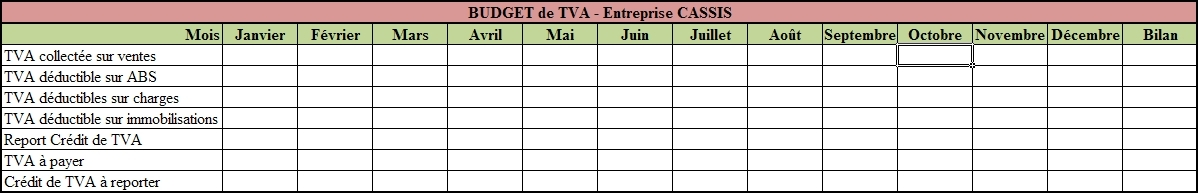 BUDGET de TVA - Entreprise CASSIS
Mois Janvier Février Mars Avril Mai Juin Juillet Août Septembre Octobre Novembre Décembre Bilan
TVA collectée sur ventes
TVA déductible sur ABS
TVA déductibles sur charges
TVA déductible sur immobilisations
Report Crédit de TVA
TVA à payer
Crédit de TVA à reporter